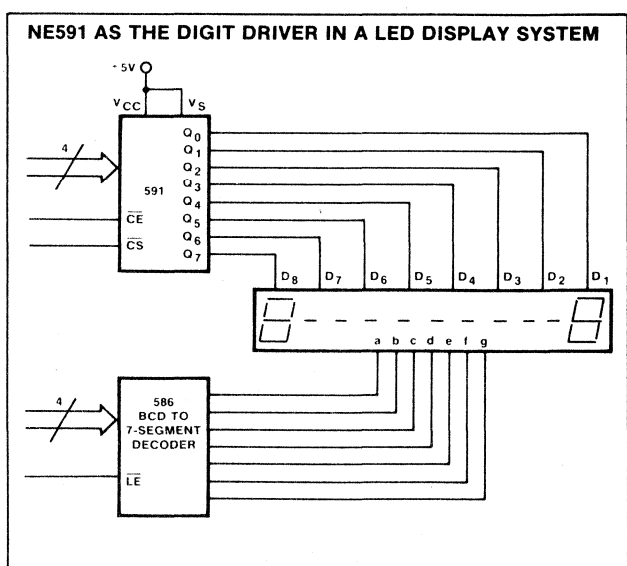 NE591 AS THE DIGIT DRIVER IN A LED DISPLAY SYSTEM
+5V
VCC VS
4
591
CE
CS
Q0
Q1
Q2
Q3
Q4
Q5
Q6
Q7
D8 D7 D6 D5 D4 D3 D2 D1
a b c d e f g
4
586
BCD TO
7-SEGMENT
DECODER
LE